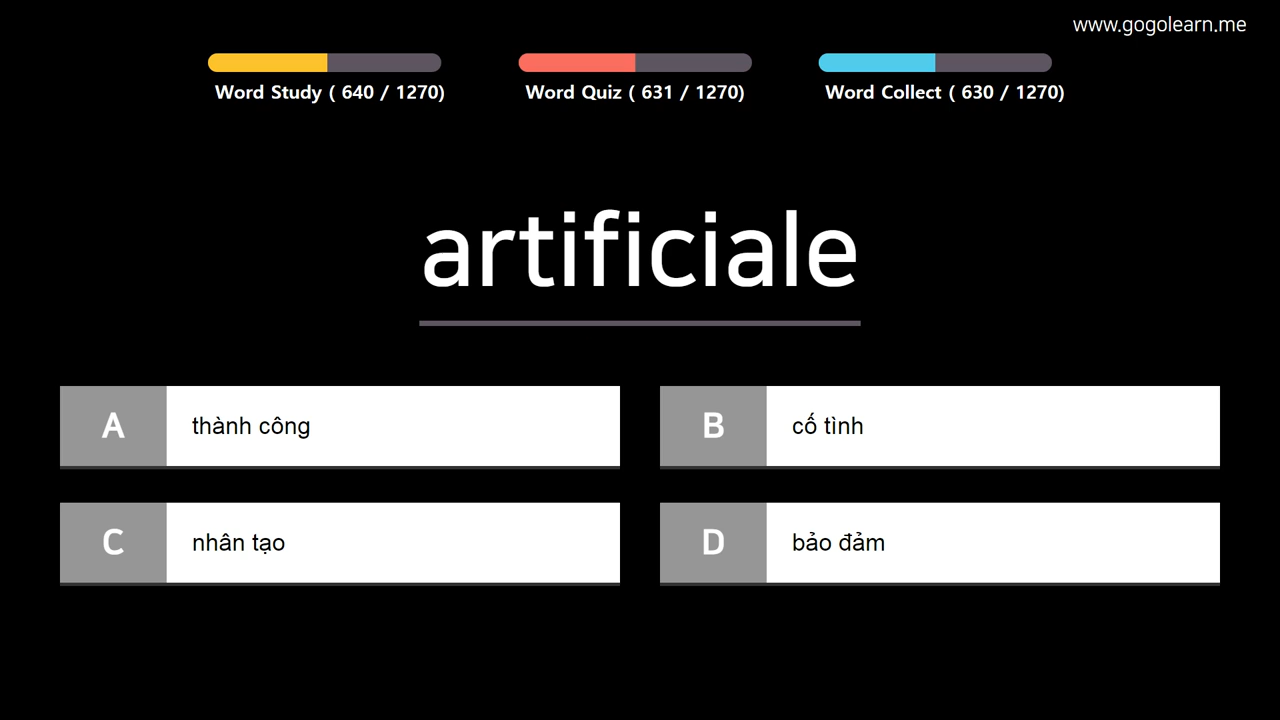 www.gogolearn.me
Word Study ( 640 / 1270)
Word Quiz ( 631 / 1270)
Word Collect ( 630 / 1270)
artificiale
A thành công
B cố tình
C nhân tạo
D bảo đảm